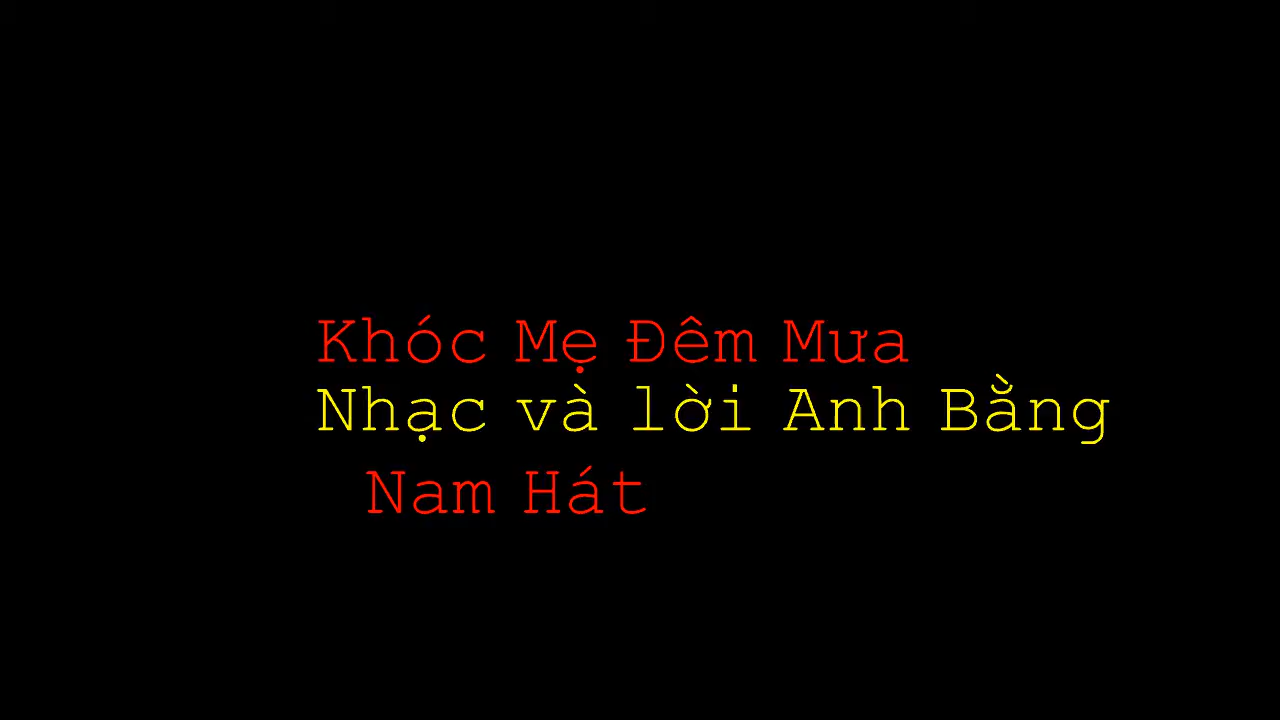 Khóc Mẹ Đêm Mưa
Nhạc và lời Anh Bằng
Nam Hát